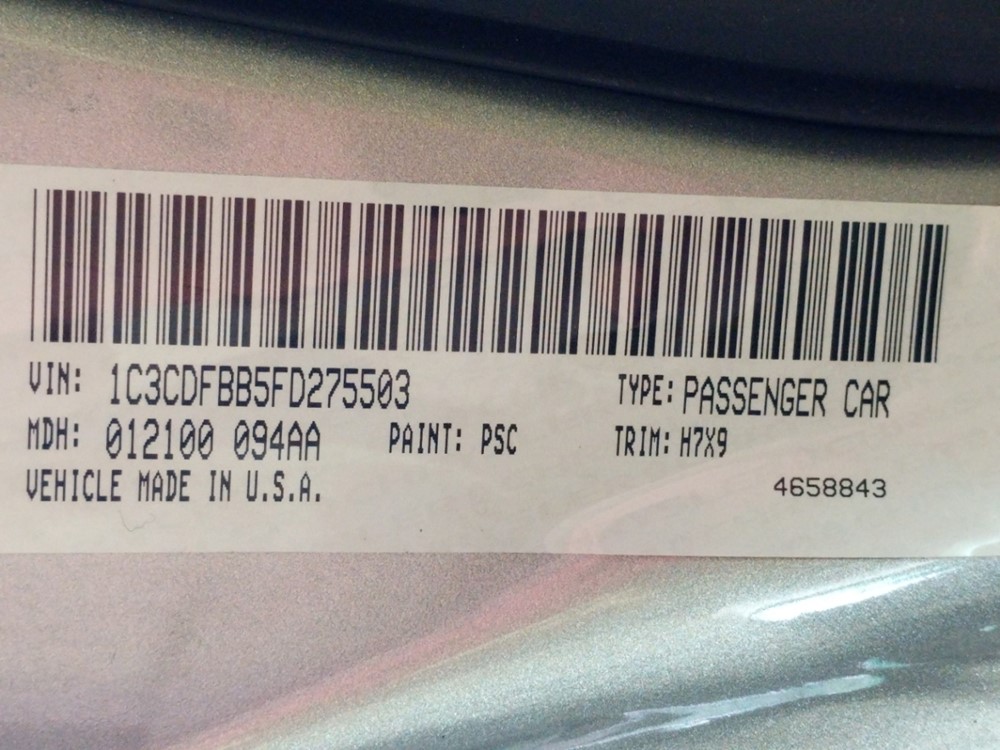 VIN: 1C3CDFBB5FD275503 TYPE: PASSENGER CAR
MDH: 012100 094AA PAINT: PSC TRIM: H7X9
VEHICLE MADE IN U.S.A. 4658843